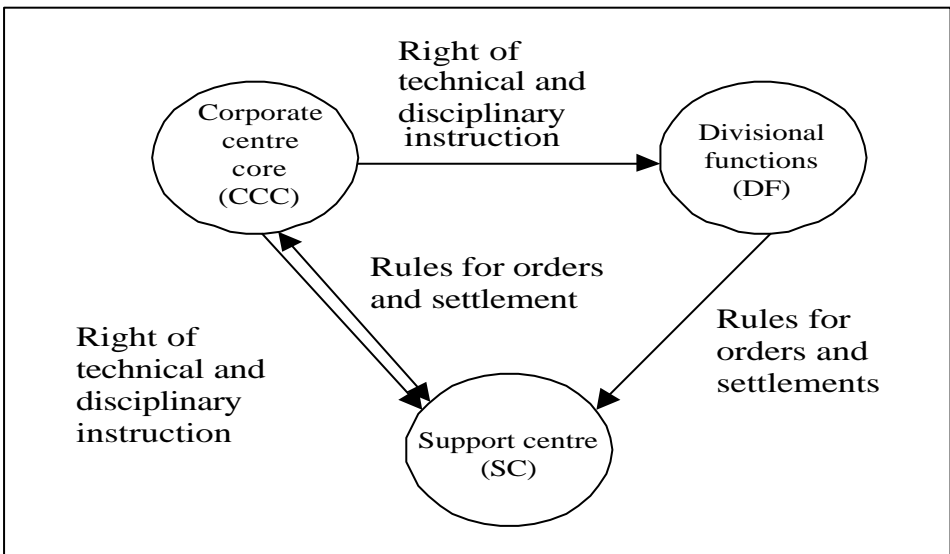 Right of
technical and
disciplinary
instruction
Corporate
centre
core
(CCC)
Divisional
functions
(DF)
Rules for orders
and settlement
Right of
technical and
disciplinary
instruction
Rules for
orders and
settlements
Support centre
(SC)